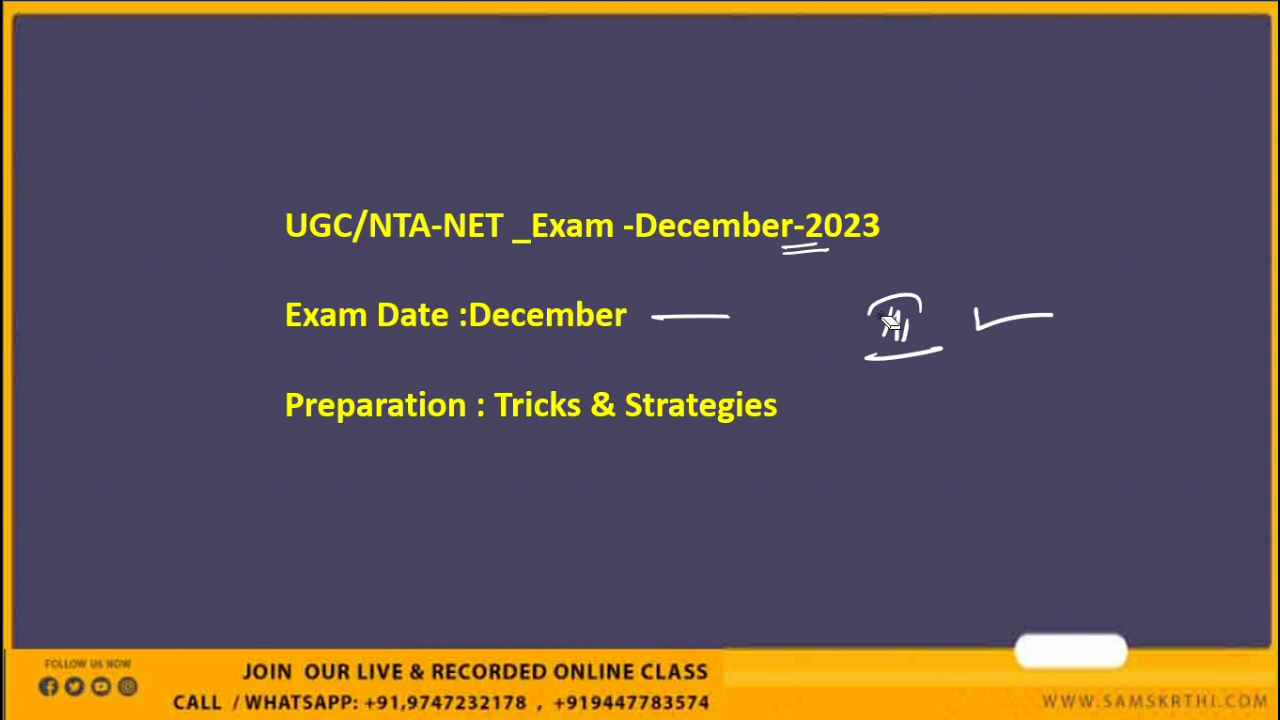 UGC/NTA-NET _Exam -December-2023
Exam Date :December
Preparation : Tricks & Strategies
FOLLOW US NOW
JOIN OUR LIVE & RECORDED ONLINE CLASS
CALL / WHATSAPP: +91,9747232178 , +919447783574
WWW.SAMSKRTHI.COM